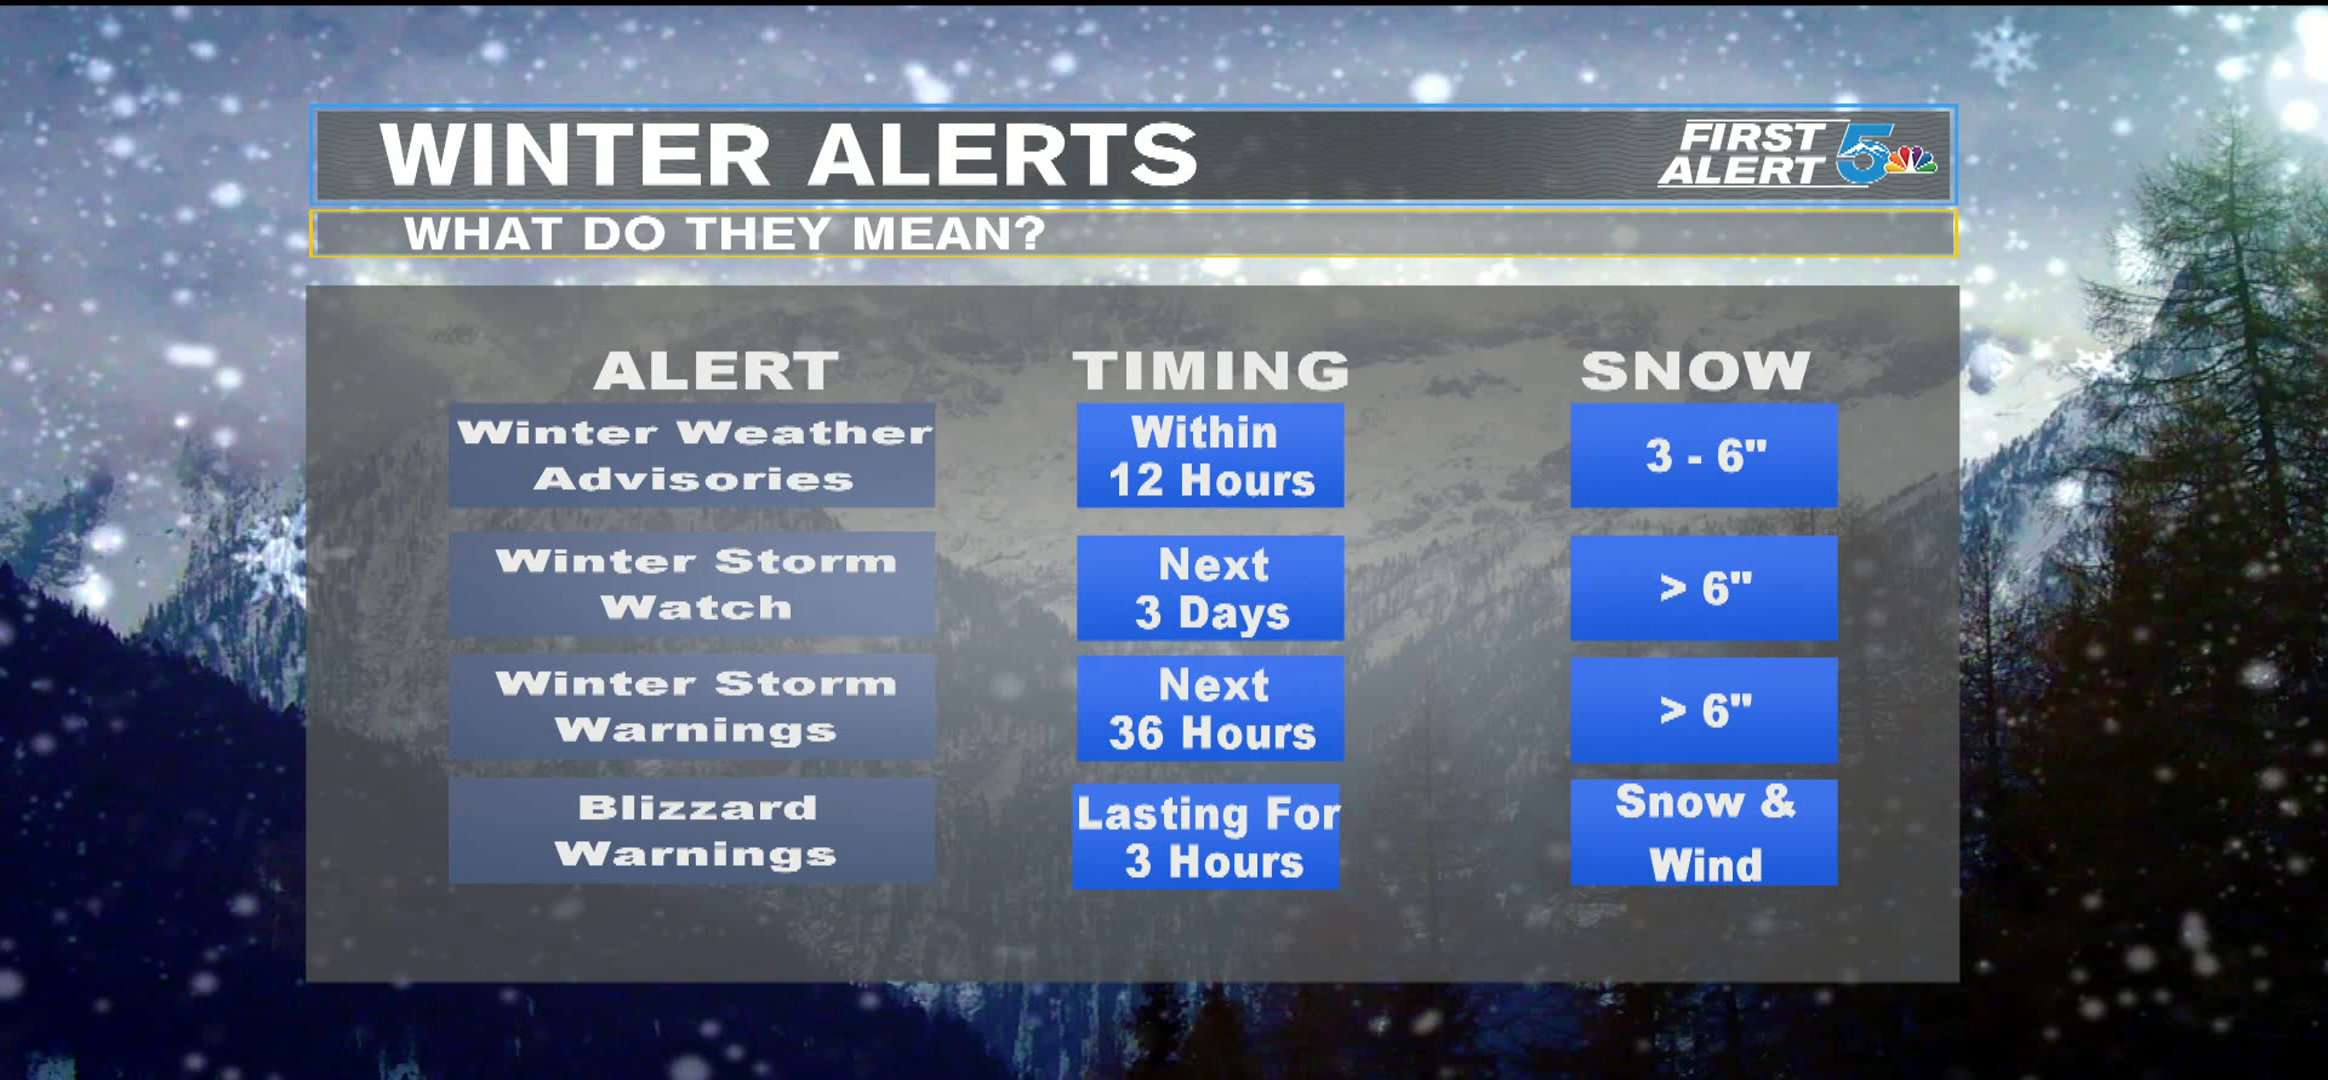 WINTER ALERTS
FIRST
ALERT 5
WHAT DO THEY MEAN?
ALERT TIMING SNOW
Winter Weather
Advisories
Within
12 Hours
3 - 6"
Winter Storm
Watch
Next
3 Days
> 6"
Winter Storm
Warnings
Next
36 Hours
> 6"
Blizzard
Warnings
Lasting For
3 Hours
Snow &
Wind